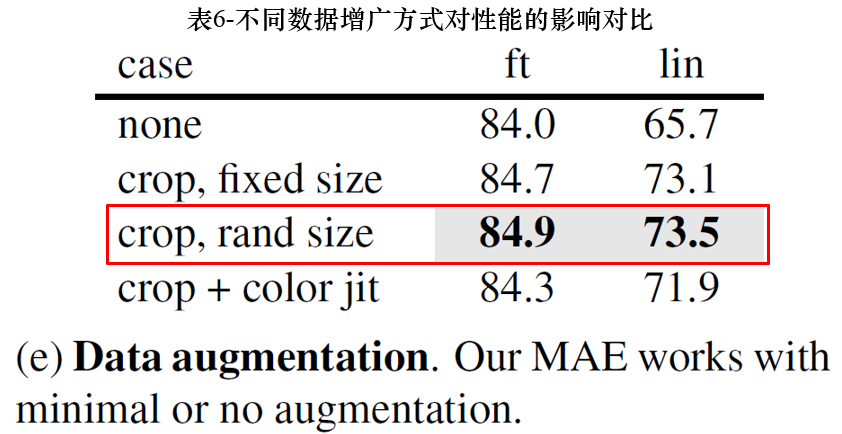 表6-不同数据增广方式对性能的影响对比
case ft lin
none 84.0 65.7
crop, fixed size 84.7 73.1
crop, rand size 84.9 73.5
crop + color jit 84.3 71.9
(e) Data augmentation. Our MAE works with
minimal or no augmentation.